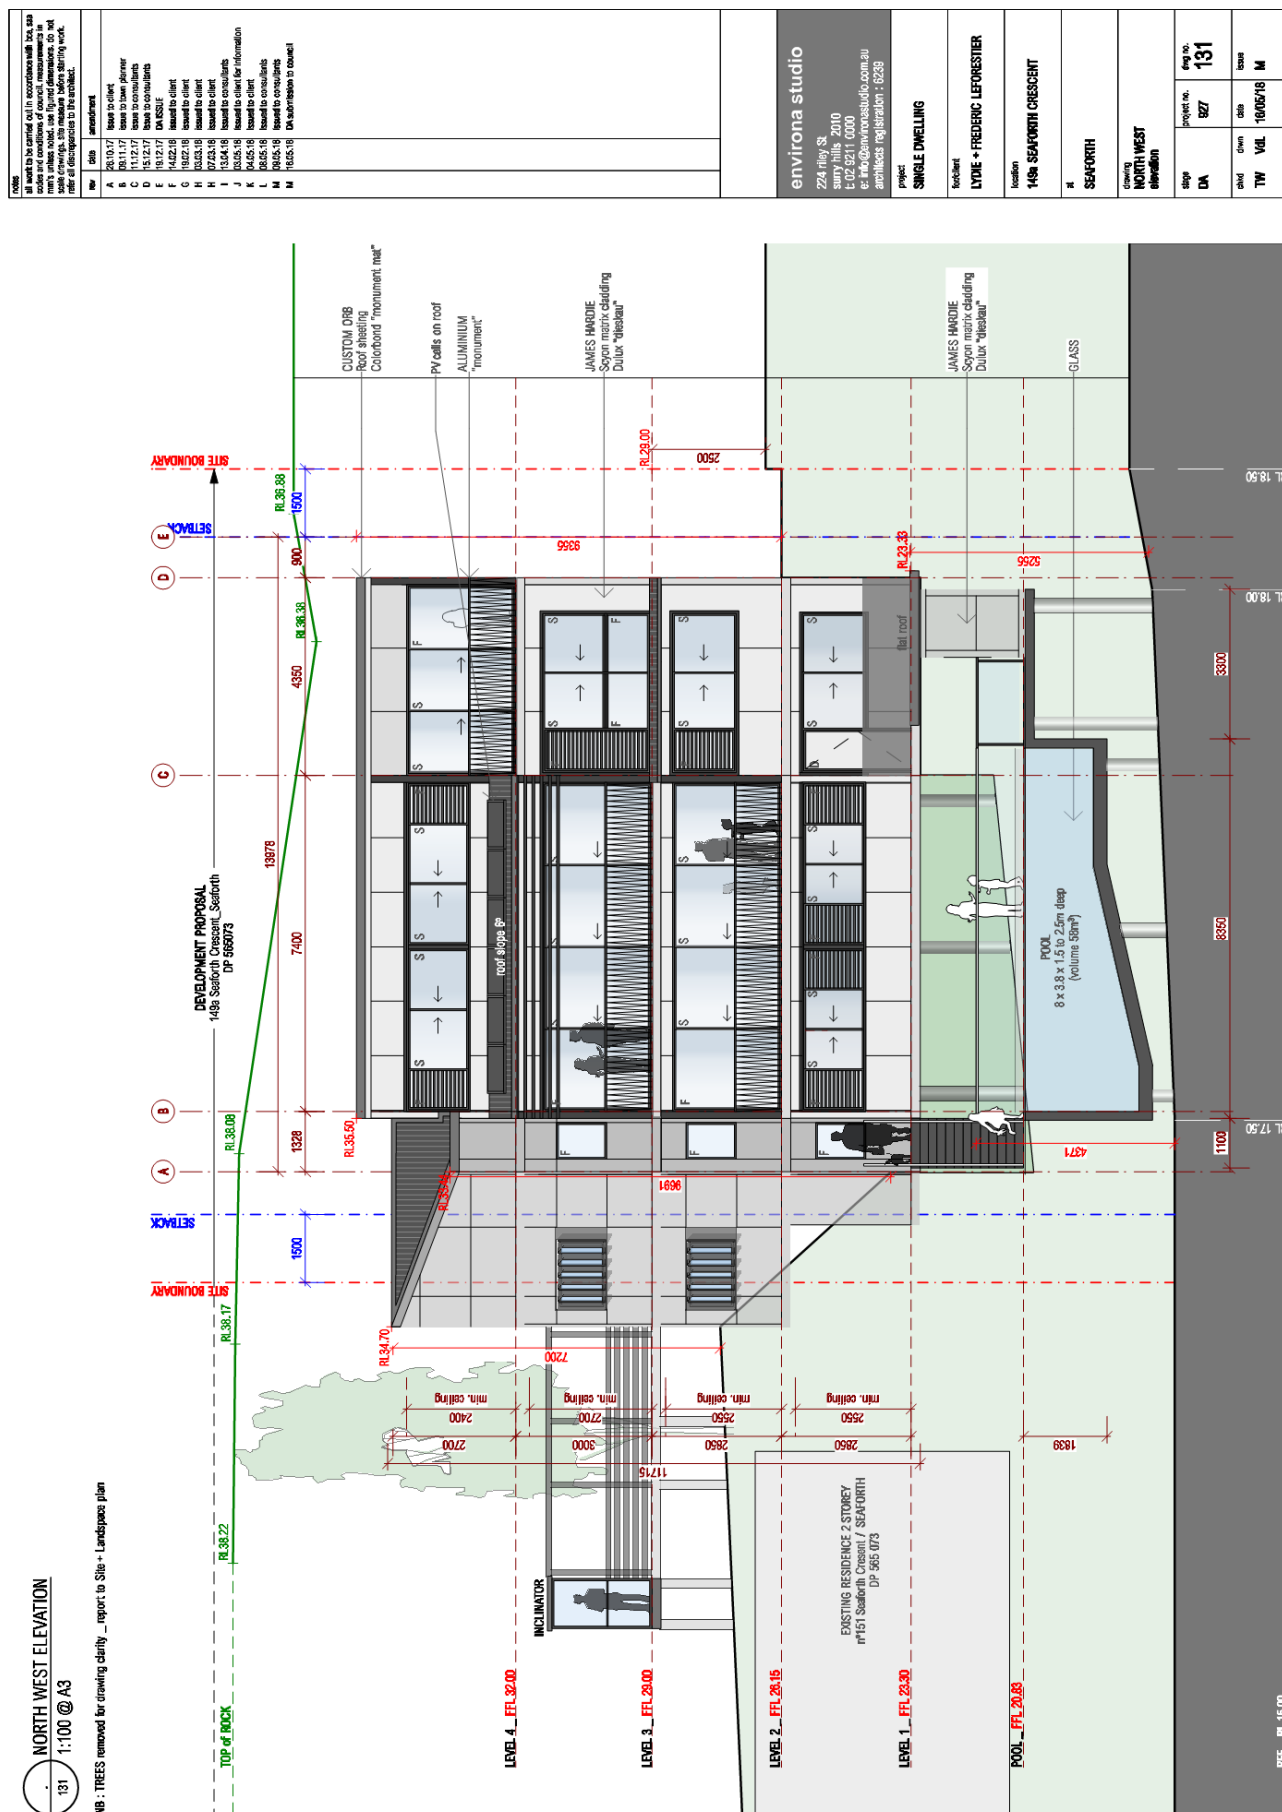 NORTH WEST ELEVATION
131
1:100 @ A3
NB : TREES removed for drawing clarity _ report to Site + Landspace plan
TOP of ROCK
RL38.22
RL38.17
RL38.08
RL36.38
RL36.88
DEVELOPMENT PROPOSAL
149a Seaforth Crescent_Seaforth
DP 565073
SITE BOUNDARY
SETBACK
SETBACK
SITE BOUNDARY
A
B
C
D
E
13978
1500
1328
7400
4350
900
1500
CUSTOM ORB
Roof sheeting
Colorbond "monument mat"
PV cells on roof
ALUMINIUM
"monument"
JAMES HARDIE
Scyon matrix cladding
Dulux "dieskau"
JAMES HARDIE
Scyon matrix cladding
Dulux "dieskau"
GLASS
RL35.50
RL34.70
RL29.00
RL23.33
9355
2500
5255
9691
7200
4371
11715
roof slope 6º
flat roof
POOL
8 x 3.8 x 1.5 to 2.5m deep
(volume 58m³)
INCLINATOR
2400
min. ceiling
2700
min. ceiling
2550
min. ceiling
2550
min. ceiling
2700
3000
2850
2850
1839
EXISTING RESIDENCE 2 STOREY
n°151 Seaforth Cresent / SEAFORTH
DP 565 073
LEVEL 4 _ FFL 32.00
LEVEL 3 _ FFL 29.00
LEVEL 2 _ FFL 26.15
LEVEL 1 _ FFL 23.30
POOL _ FFL 20.63
1100
8350
3300
RL 17.50
RL 18.00
RL 18.50
notes
all work to be carried out in accordance with bca, saa
codes and conditions of council. measurements in
mm's unless noted. use figured dimensions. do not
scale drawings. site measure before starting work.
refer all discrepancies to the architect.
rev date amendment
A 26.10.17 issue to client
B 09.11.17 issue to town planner
C 11.12.17 issue to consultants
D 15.12.17 issue to consultants
E 19.12.17 DA ISSUE
F 14.02.18 issued to client
G 19.02.18 issued to client
H 03.03.18 issued to client
H 07.03.18 issued to client
I 13.04.18 issued to consultants
J 03.05.18 issued to client for information
K 04.05.18 issued to client
L 08.05.18 issued to consultants
M 09.05.18 issued to consultants
M 16.05.18 DA submission to council
environa studio
224 riley St
surry hills 2010
t: 02 9211 0000
e: info@environastudio.com.au
architects registration : 6239
project
SINGLE DWELLING
for/client
LYDIE + FREDERIC LEFORESTIER
location
149a SEAFORTH CRESCENT
at
SEAFORTH
drawing
NORTH WEST
elevation
stage project no. dwg no.
DA 927 131
chkd drwn date issue
TW VdL 16/05/18 M